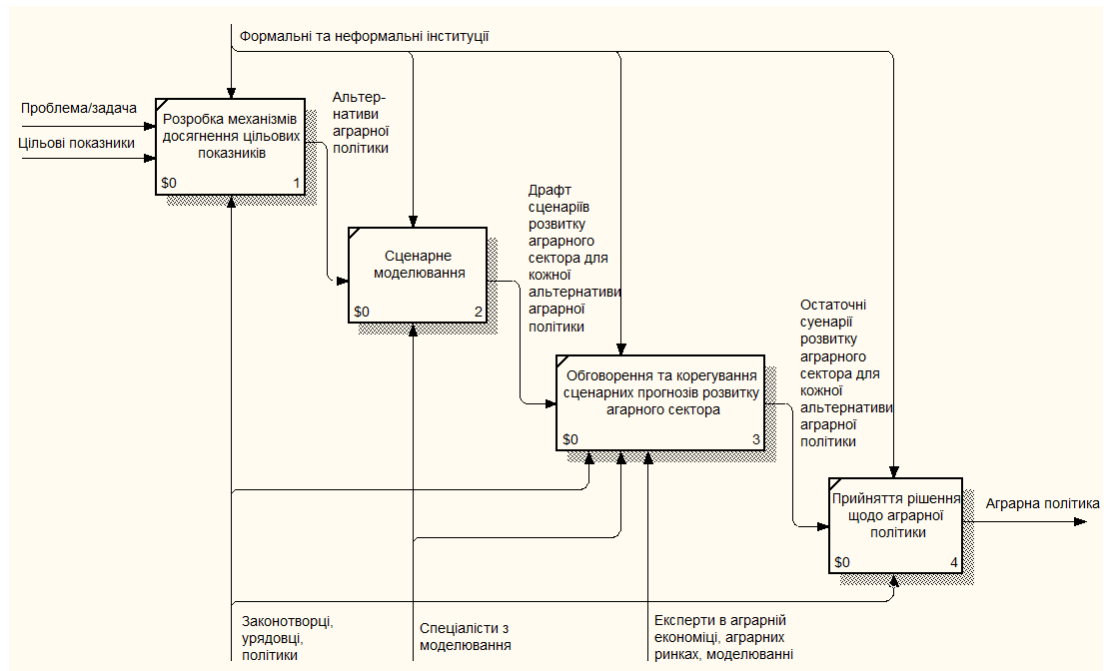 Формальні та неформальні інституції
Проблема/задача
Цільові показники
Розробка механізмів
досягнення цільових
показників
$0
1
Альтер-
нативи
аграрної
політики
Сценарне
моделювання
$0
2
Драфт
сценаріїв
розвитку
аграрного
сектора для
кожної
альтернативи
аграрної
політики
Обговорення та корегування
сценарних прогнозів розвитку
агарного сектора
$0
3
Остаточні
суенарії
розвитку
аграрного
сектора для
кожної
альтернативи
аграрної
політики
Прийняття рішення
щодо аграрної
політики
$0
4
Аграрна політика
Законотворці,
урядовці,
політики
Спеціалісти з
моделювання
Експерти в аграрній
економіці, аграрних
ринках, моделюванні